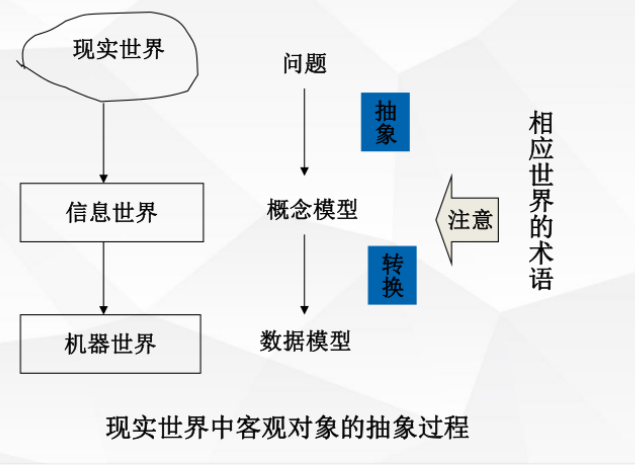 现实世界
问题
抽象
信息世界
概念模型
注意
相应世界的术语
转换
机器世界
数据模型
现实世界中客观对象的抽象过程